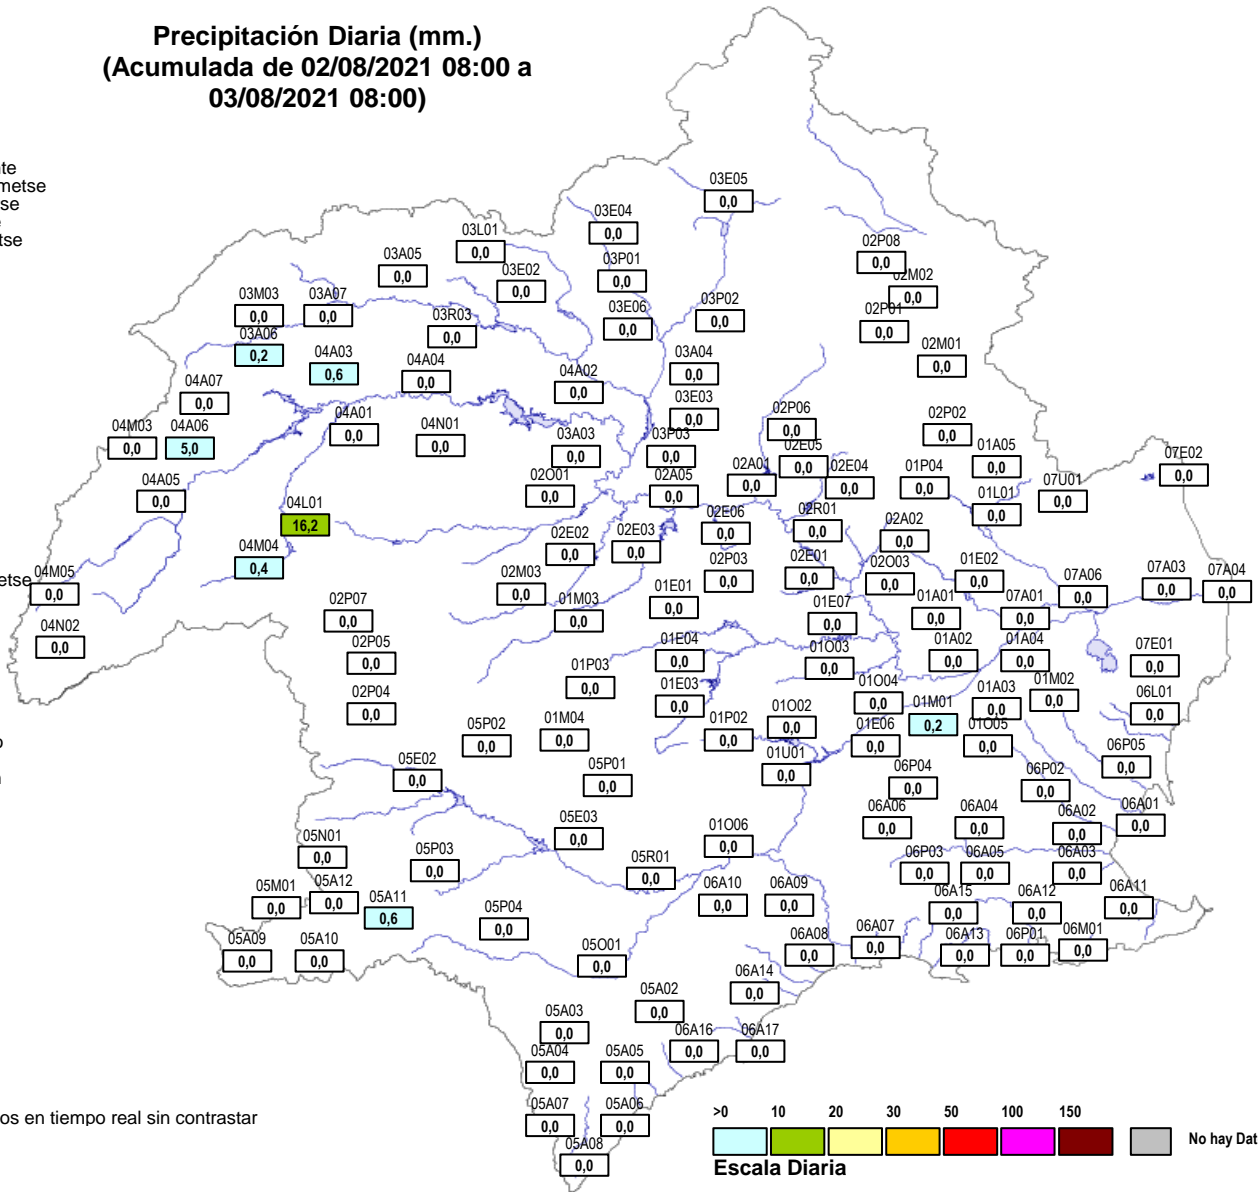 Precipitación Diaria (mm.)
(Acumulada de 02/08/2021 08:00 a
03/08/2021 08:00)
te
metse
se
tse
03E05
0,0
03E04
0,0
03L01
0,0
03A05
0,0
03P01
0,0
03E02
0,0
02P08
0,0
02M02
0,0
03M03
0,0
03A07
0,0
03R03
0,0
03E06
0,0
03P02
0,0
02P01
0,0
03A06
0,2
04A03
0,6
04A04
0,0
04A02
0,0
03A04
0,0
02M01
0,0
04A07
0,0
03E03
0,0
04M03
0,0
04A06
5,0
04A01
0,0
04N01
0,0
03A03
0,0
03P03
0,0
02P06
0,0
02P02
0,0
02E05
0,0
01A05
0,0
07E02
0,0
04A05
0,0
02O01
0,0
02A05
0,0
02A01
0,0
02E04
0,0
01P04
0,0
07U01
0,0
01L01
0,0
04L01
16,2
02E06
0,0
02R01
0,0
02A02
0,0
02E02
0,0
02E03
0,0
04M04
0,4
metse
04M05
0,0
02M03
0,0
02P03
0,0
02E01
0,0
02O03
0,0
01E02
0,0
07A06
0,0
07A03
0,0
07A04
0,0
01M03
0,0
01E01
0,0
01E07
0,0
01A01
0,0
07A01
0,0
02P07
0,0
04N02
0,0
02P05
0,0
01E04
0,0
01O03
0,0
01A02
0,0
01A04
0,0
07E01
0,0
01P03
0,0
01E03
0,0
01O04
0,0
01M01
0,2
01A03
0,0
01M02
0,0
06L01
0,0
02P04
0,0
05P02
0,0
01M04
0,0
01P02
0,0
01O02
0,0
01E06
0,0
01O05
0,0
05E02
0,0
05P01
0,0
01U01
0,0
06P04
0,0
06P02
0,0
06P05
0,0
05E03
0,0
01O06
0,0
06A06
0,0
06A04
0,0
06A02
0,0
06A01
0,0
05N01
0,0
05P03
0,0
05R01
0,0
06P03
0,0
06A05
0,0
06A03
0,0
05M01
0,0
05A12
0,0
05A11
0,6
05P04
0,0
06A10
0,0
06A09
0,0
06A15
0,0
06A12
0,0
06A11
0,0
05A09
0,0
05A10
0,0
05O01
0,0
06A08
0,0
06A07
0,0
06A13
0,0
06P01
0,0
06M01
0,0
06A14
0,0
05A02
0,0
05A03
0,0
06A16
0,0
06A17
0,0
05A04
0,0
05A05
0,0
05A07
0,0
05A06
0,0
05A08
0,0
os en tiempo real sin contrastar
>0 10 20 30 50 100 150
No hay Dat
Escala Diaria